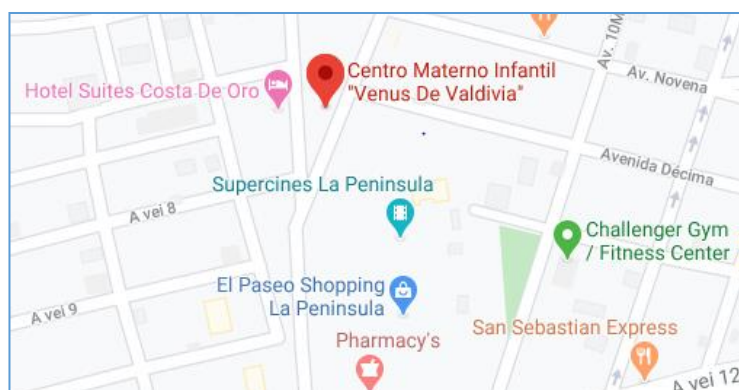 Av. 10M
Centro Materno Infantil
"Venus De Valdivia"
Hotel Suites Costa De Oro
Av. Novena
Avenida Décima
Supercines La Peninsula
A vei 8
Challenger Gym
/ Fitness Center
El Paseo Shopping
La Peninsula
A vei 9
San Sebastian Express
Pharmacy's
A vei 12